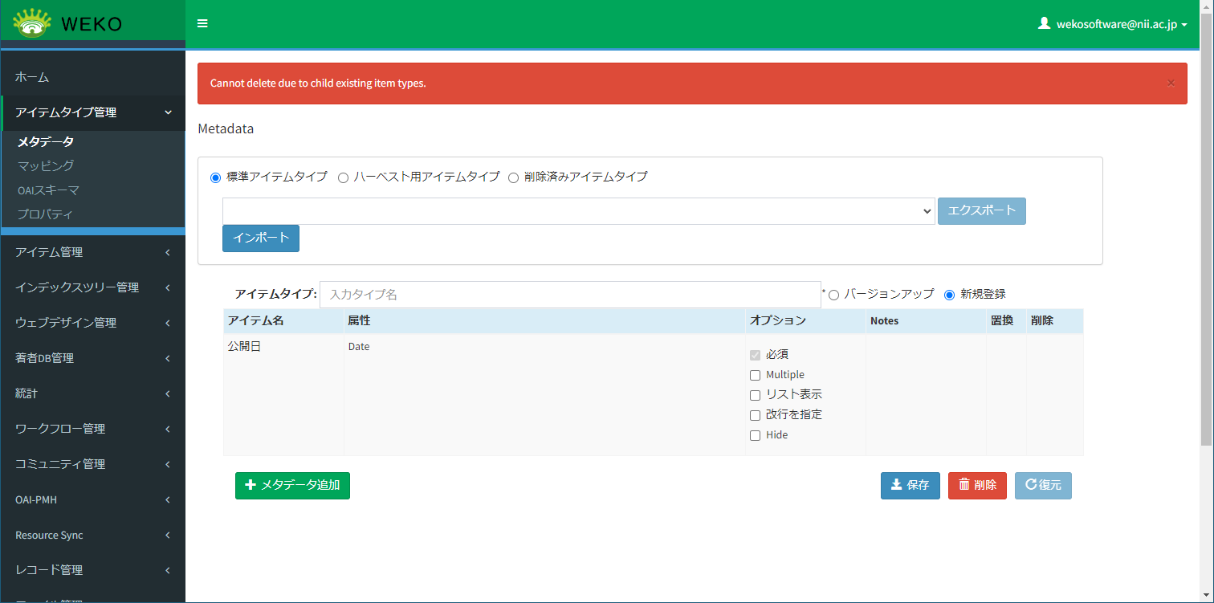 WEKO
wekosoftware@nii.ac.jp
ホーム
アイテムタイプ管理
メタデータ
マッピング
OAIスキーマ
プロパティ
アイテム管理
インデックスツリー管理
ウェブデザイン管理
著者DB管理
統計
ワークフロー管理
コミュニティ管理
OAI-PMH
Resource Sync
レコード管理
Cannot delete due to child existing item types. ×
Metadata
標準アイテムタイプ ハーベスト用アイテムタイプ 削除済みアイテムタイプ
エクスポート
インポート
アイテムタイプ: 入力タイプ名 * バージョンアップ 新規登録
アイテム名 属性 オプション Notes 置換 削除
公開日 Date
必須
Multiple
リスト表示
改行を指定
Hide
メタデータ追加 保存 削除 復元